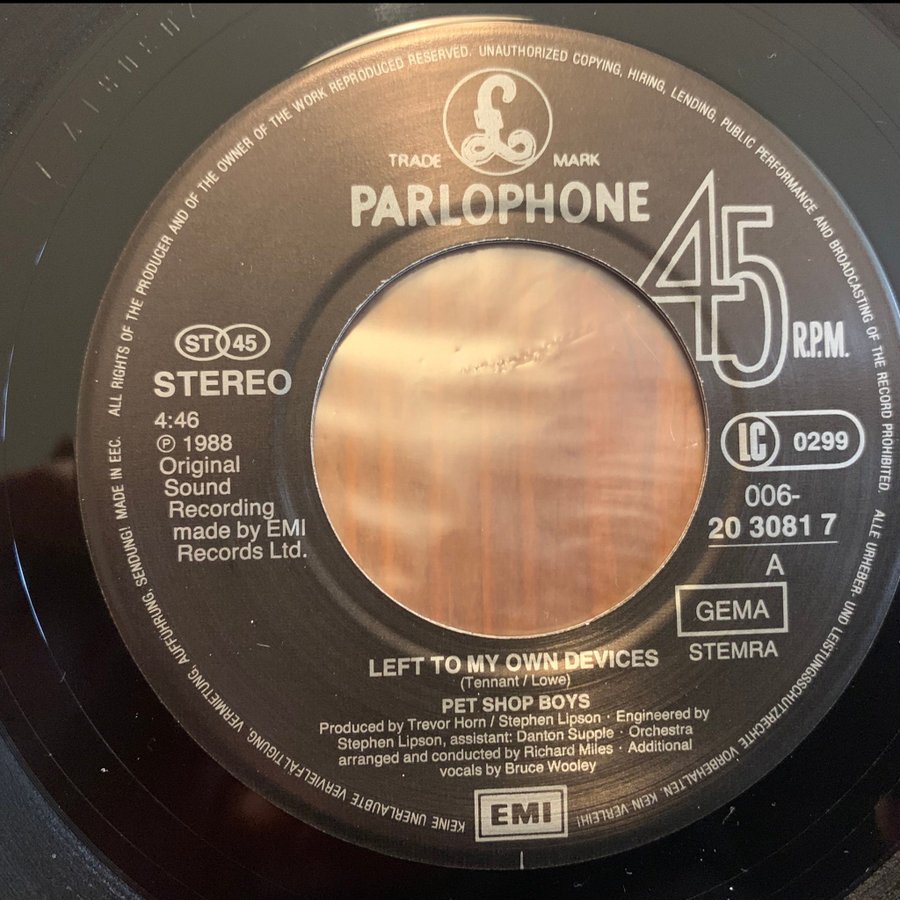 ALL RIGHTS OF THE PRODUCER AND OF THE OWNER OF THE WORK REPRODUCED RESERVED. UNAUTHORIZED COPYING, HIRING, LENDING, PUBLIC PERFORMANCE AND BROADCASTING OF THE RECORD PROHIBITED.
£
TRADE MARK
PARLOPHONE
45 R.P.M.
ST 45
STEREO
4:46
℗ 1988
Original
Sound
Recording
made by EMI
Records Ltd.
LC 0299
006-
20 3081 7
A
GEMA
STEMRA
LEFT TO MY OWN DEVICES
(Tennant / Lowe)
PET SHOP BOYS
Produced by Trevor Horn / Stephen Lipson · Engineered by
Stephen Lipson, assistant: Danton Supple · Orchestra
arranged and conducted by Richard Miles · Additional
vocals by Bruce Wooley
EMI
ALLE URHEBER- UND LEISTUNGSSCHUTZRECHTE VORBEHALTEN. KEIN VERLEIH!
KEINE UNERLAUBTE VERVIELFÄLTIGUNG, VERMIETUNG, AUFFÜHRUNG, SENDUNG! MADE IN EEC.